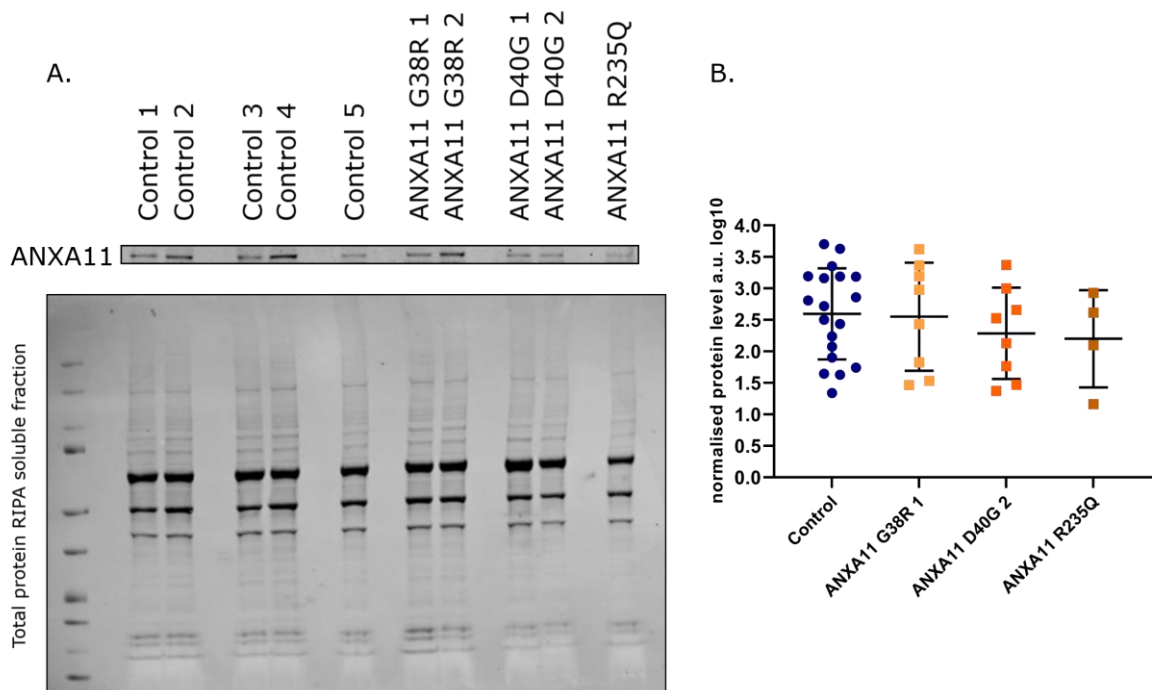 A.
Control 1
Control 2
Control 3
Control 4
Control 5
ANXA11 G38R 1
ANXA11 G38R 2
ANXA11 D40G 1
ANXA11 D40G 2
ANXA11 R235Q
ANXA11
Total protein RIPA soluble fraction
B.
normalised protein level a.u. log10
4.0
3.5
3.0
2.5
2.0
1.5
1.0
0.5
0.0
Control
ANXA11 G38R 1
ANXA11 D40G 2
ANXA11 R235Q